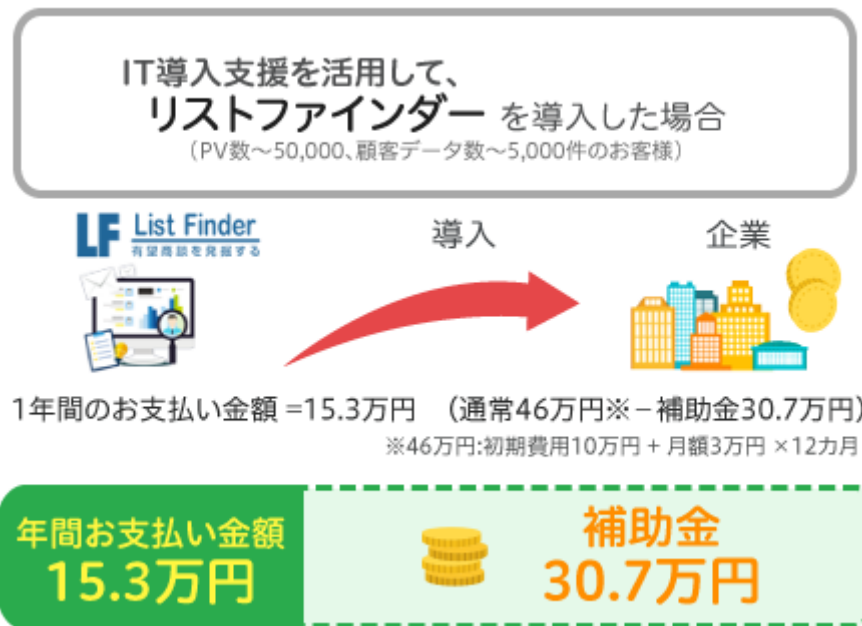 IT導入支援を活用して、
リストファインダー を導入した場合
(PV数～50,000、顧客データ数～5,000件のお客様)
LF List Finder
有望商談を発掘する
導入
企業
1年間のお支払い金額 =15.3万円 (通常46万円※－補助金30.7万円)
※46万円:初期費用10万円 + 月額3万円 ×12カ月
年間お支払い金額
15.3万円
補助金
30.7万円